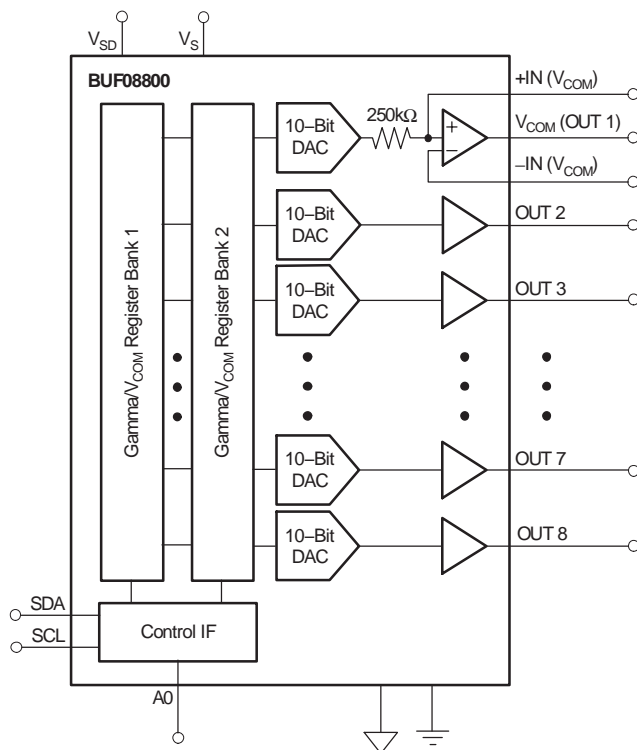 V_SD
V_S
BUF08800
Gamma/V_COM Register Bank 1
Gamma/V_COM Register Bank 2
10–Bit
DAC
250kΩ
+
−
+IN (V_COM)
V_COM (OUT 1)
–IN (V_COM)
10–Bit
DAC
OUT 2
10–Bit
DAC
OUT 3
10–Bit
DAC
OUT 7
10–Bit
DAC
OUT 8
SDA
SCL
Control IF
A0